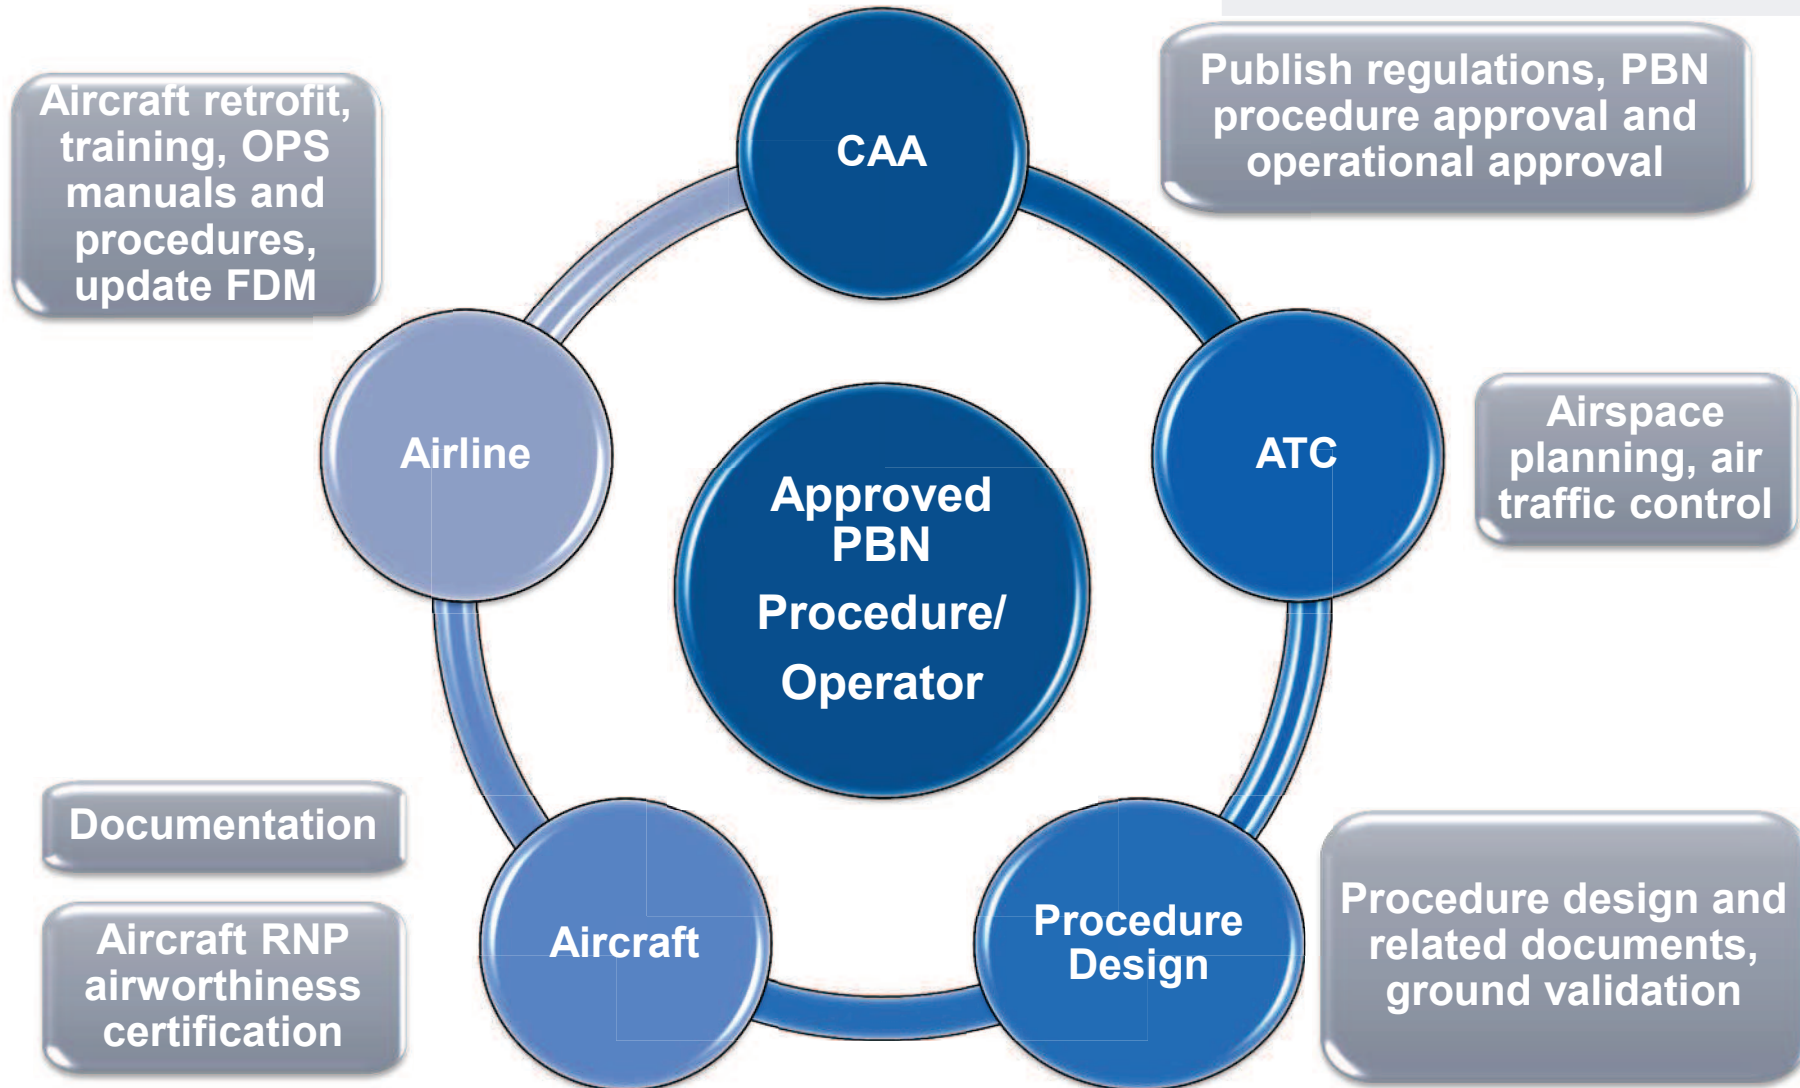 CAA
Publish regulations, PBN
procedure approval and
operational approval
Aircraft retrofit,
training, OPS
manuals and
procedures,
update FDM
Airline
ATC
Airspace
planning, air
traffic control
Approved
PBN
Procedure/
Operator
Documentation
Aircraft RNP
airworthiness
certification
Aircraft
Procedure
Design
Procedure design and
related documents,
ground validation